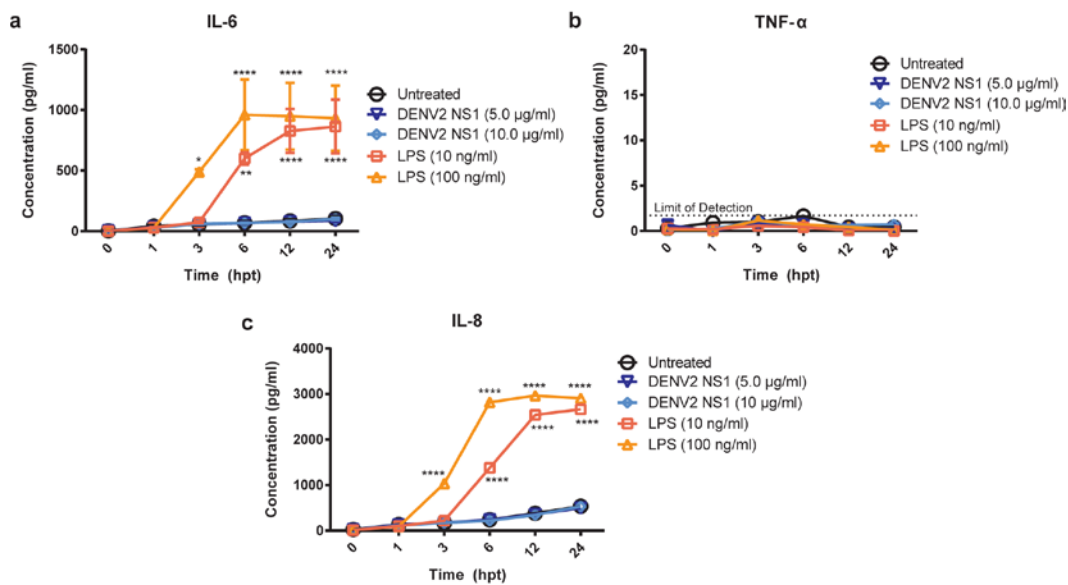 a
IL-6
Concentration (pg/ml)
1500
1000
500
0
**** **** ****
*
** **** ****
0 1 3 6 12 24
Time (hpt)
Untreated
DENV2 NS1 (5.0 µg/ml)
DENV2 NS1 (10.0 µg/ml)
LPS (10 ng/ml)
LPS (100 ng/ml)
b
TNF-α
Concentration (pg/ml)
20
15
10
5
0
Limit of Detection
0 1 3 6 12 24
Time (hpt)
Untreated
DENV2 NS1 (5.0 µg/ml)
DENV2 NS1 (10.0 µg/ml)
LPS (10 ng/ml)
LPS (100 ng/ml)
c
IL-8
Concentration (pg/ml)
4000
3000
2000
1000
0
**** **** ****
**** ****
**** ****
0 1 3 6 12 24
Time (hpt)
Untreated
DENV2 NS1 (5.0 µg/ml)
DENV2 NS1 (10 µg/ml)
LPS (10 ng/ml)
LPS (100 ng/ml)